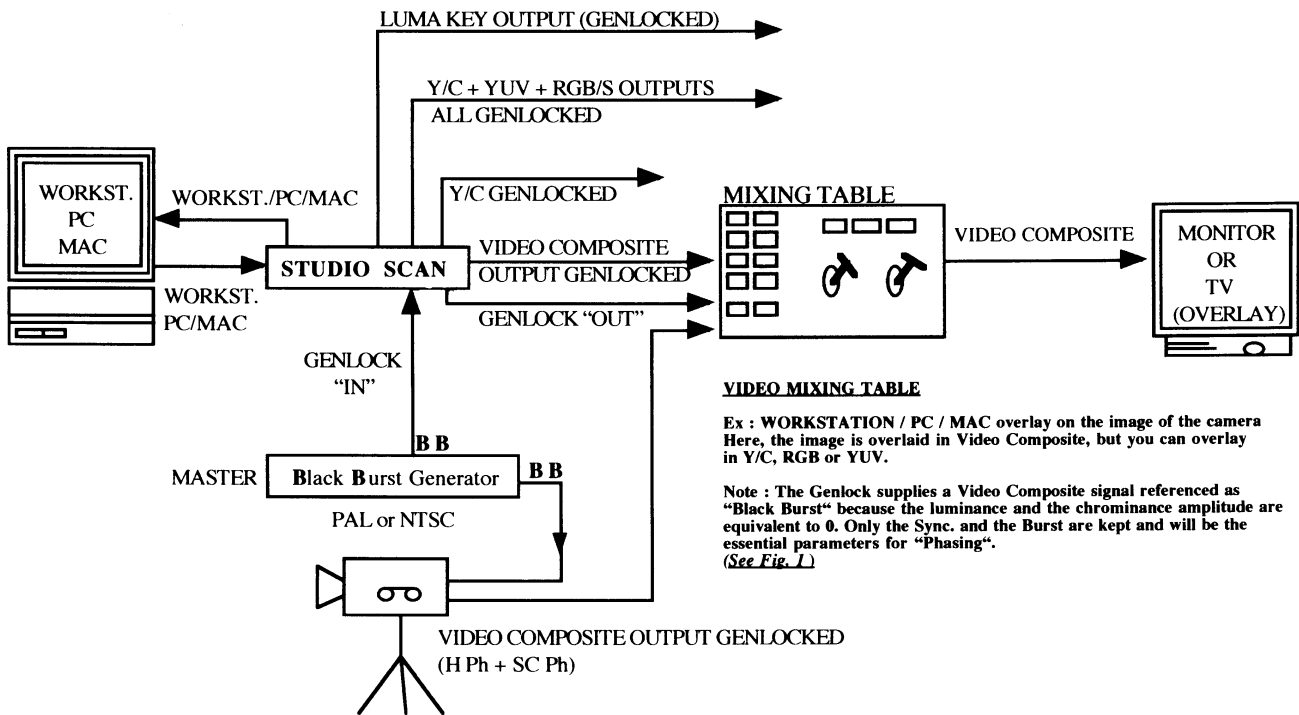 LUMA KEY OUTPUT (GENLOCKED)
Y/C + YUV + RGB/S OUTPUTS
ALL GENLOCKED
WORKST.
PC
MAC
WORKST./PC/MAC
Y/C GENLOCKED
MIXING TABLE
STUDIO SCAN
VIDEO COMPOSITE
OUTPUT GENLOCKED
VIDEO COMPOSITE
MONITOR
OR
TV
(OVERLAY)
WORKST.
PC/MAC
GENLOCK "OUT"
GENLOCK
"IN"
VIDEO MIXING TABLE
Ex : WORKSTATION / PC / MAC overlay on the image of the camera
Here, the image is overlaid in Video Composite, but you can overlay
in Y/C, RGB or YUV.
Note : The Genlock supplies a Video Composite signal referenced as
“Black Burst“ because the luminance and the chrominance amplitude are
equivalent to 0. Only the Sync. and the Burst are kept and will be the
essential parameters for “Phasing“.
(See Fig. 1 )
B B
MASTER
Black Burst Generator
B B
PAL or NTSC
VIDEO COMPOSITE OUTPUT GENLOCKED
(H Ph + SC Ph)